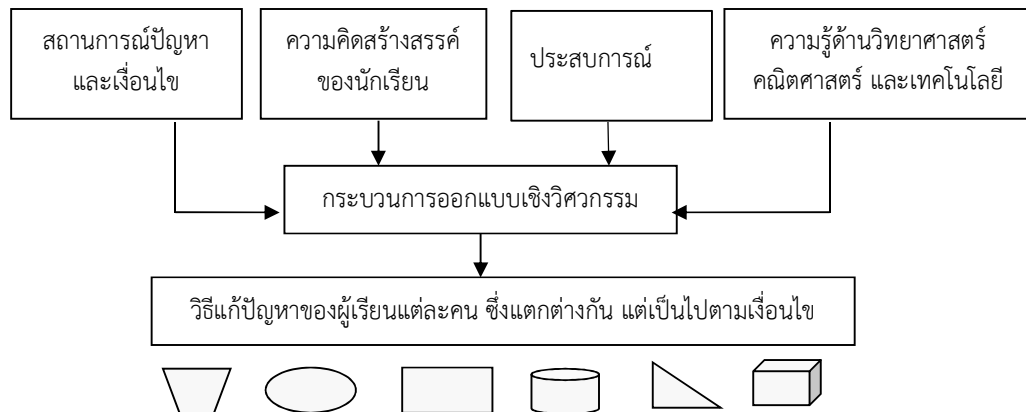 สถานการณ์ปัญหา
และเงื่อนไข
ความคิดสร้างสรรค์
ของนักเรียน
ประสบการณ์
ความรู้ด้านวิทยาศาสตร์
คณิตศาสตร์ และเทคโนโลยี
กระบวนการออกแบบเชิงวิศวกรรม
วิธีแก้ปัญหาของผู้เรียนแต่ละคน ซึ่งแตกต่างกัน แต่เป็นไปตามเงื่อนไข